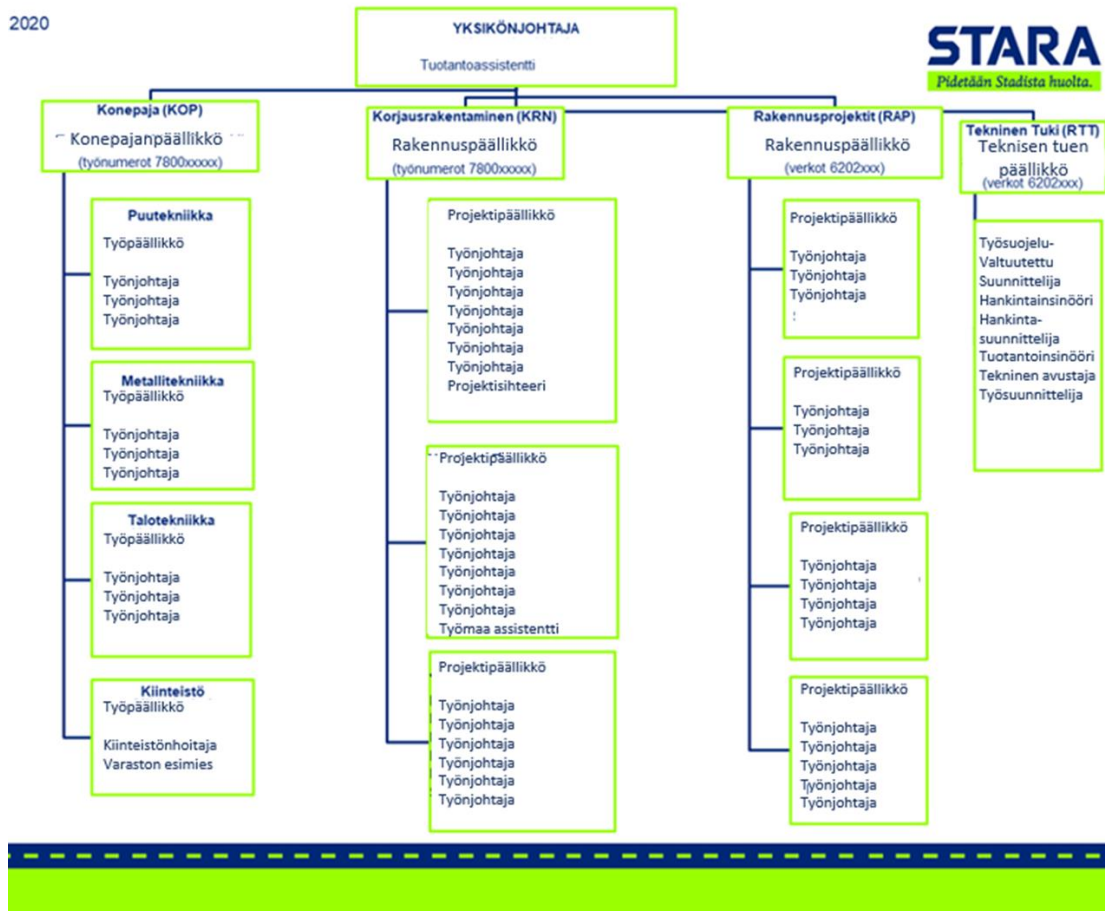 2020
YKSIKÖNJOHTAJA
Tuotantoassistentti
STARA
Pidetään Stadista huolta.
Konepaja (KOP)
Konepajanpäällikkö
(työnumerot 7800xxxxx)
Puutekniikka
Työpäällikkö
Työnjohtaja
Työnjohtaja
Työnjohtaja
Metallitekniikka
Työpäällikkö
Työnjohtaja
Työnjohtaja
Työnjohtaja
Talotekniikka
Työpäällikkö
Työnjohtaja
Työnjohtaja
Työnjohtaja
Kiinteistö
Työpäällikkö
Kiinteistönhoitaja
Varaston esimies
Korjausrakentaminen (KRN)
Rakennuspäällikkö
(työnumerot 7800xxxxx)
Projektipäällikkö
Työnjohtaja
Työnjohtaja
Työnjohtaja
Työnjohtaja
Työnjohtaja
Työnjohtaja
Työnjohtaja
Projektisihteeri
Projektipäällikkö
Työnjohtaja
Työnjohtaja
Työnjohtaja
Työnjohtaja
Työnjohtaja
Työnjohtaja
Työnjohtaja
Työmaa assistentti
Projektipäällikkö
Työnjohtaja
Työnjohtaja
Työnjohtaja
Työnjohtaja
Työnjohtaja
Työnjohtaja
Rakennusprojektit (RAP)
Rakennuspäällikkö
(verkot 6202xxx)
Projektipäällikkö
Työnjohtaja
Työnjohtaja
Työnjohtaja
Projektipäällikkö
Työnjohtaja
Työnjohtaja
Työnjohtaja
Projektipäällikkö
Työnjohtaja
Työnjohtaja
Työnjohtaja
Työnjohtaja
Projektipäällikkö
Työnjohtaja
Työnjohtaja
Työnjohtaja
Työnjohtaja
Työnjohtaja
Tekninen Tuki (RTT)
Teknisen tuen
päällikkö
(verkot 6202xxx)
Työsuojelu-
Valtuutettu
Suunnittelija
Hankintainsinööri
Hankinta-
suunnittelija
Tuotantoinsinööri
Tekninen avustaja
Työsuunnittelija